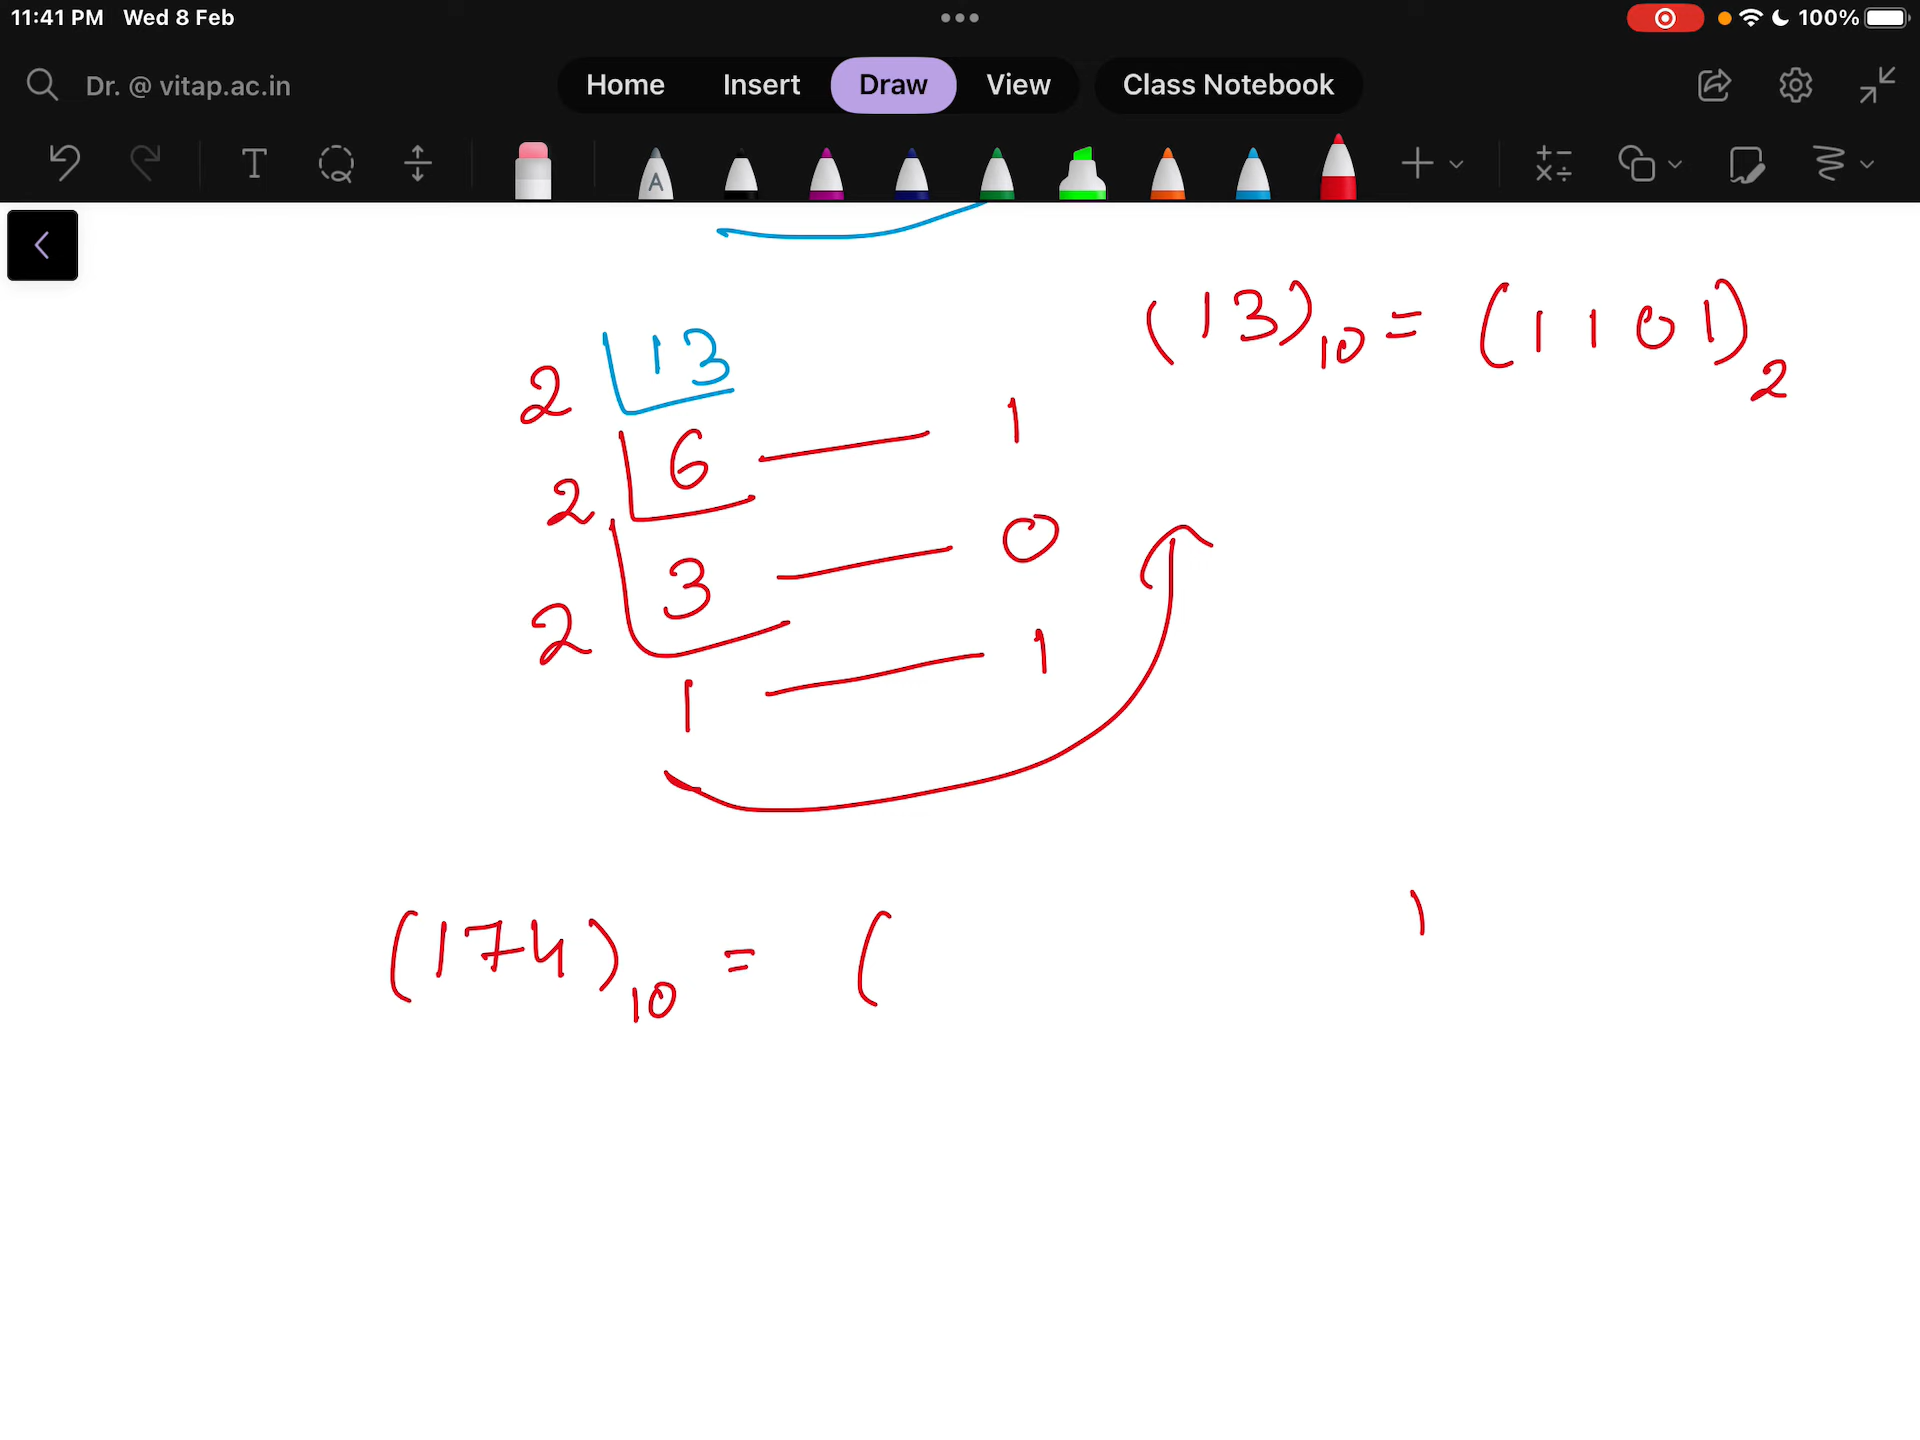 11:41 PM Wed 8 Feb
100%
Dr. @ vitap.ac.in
Home Insert Draw View Class Notebook
T
A
(13)₁₀ = (1101)₂
2 13
2 6 — 1
2 3 — 0
1 — 1
(174)₁₀ = (